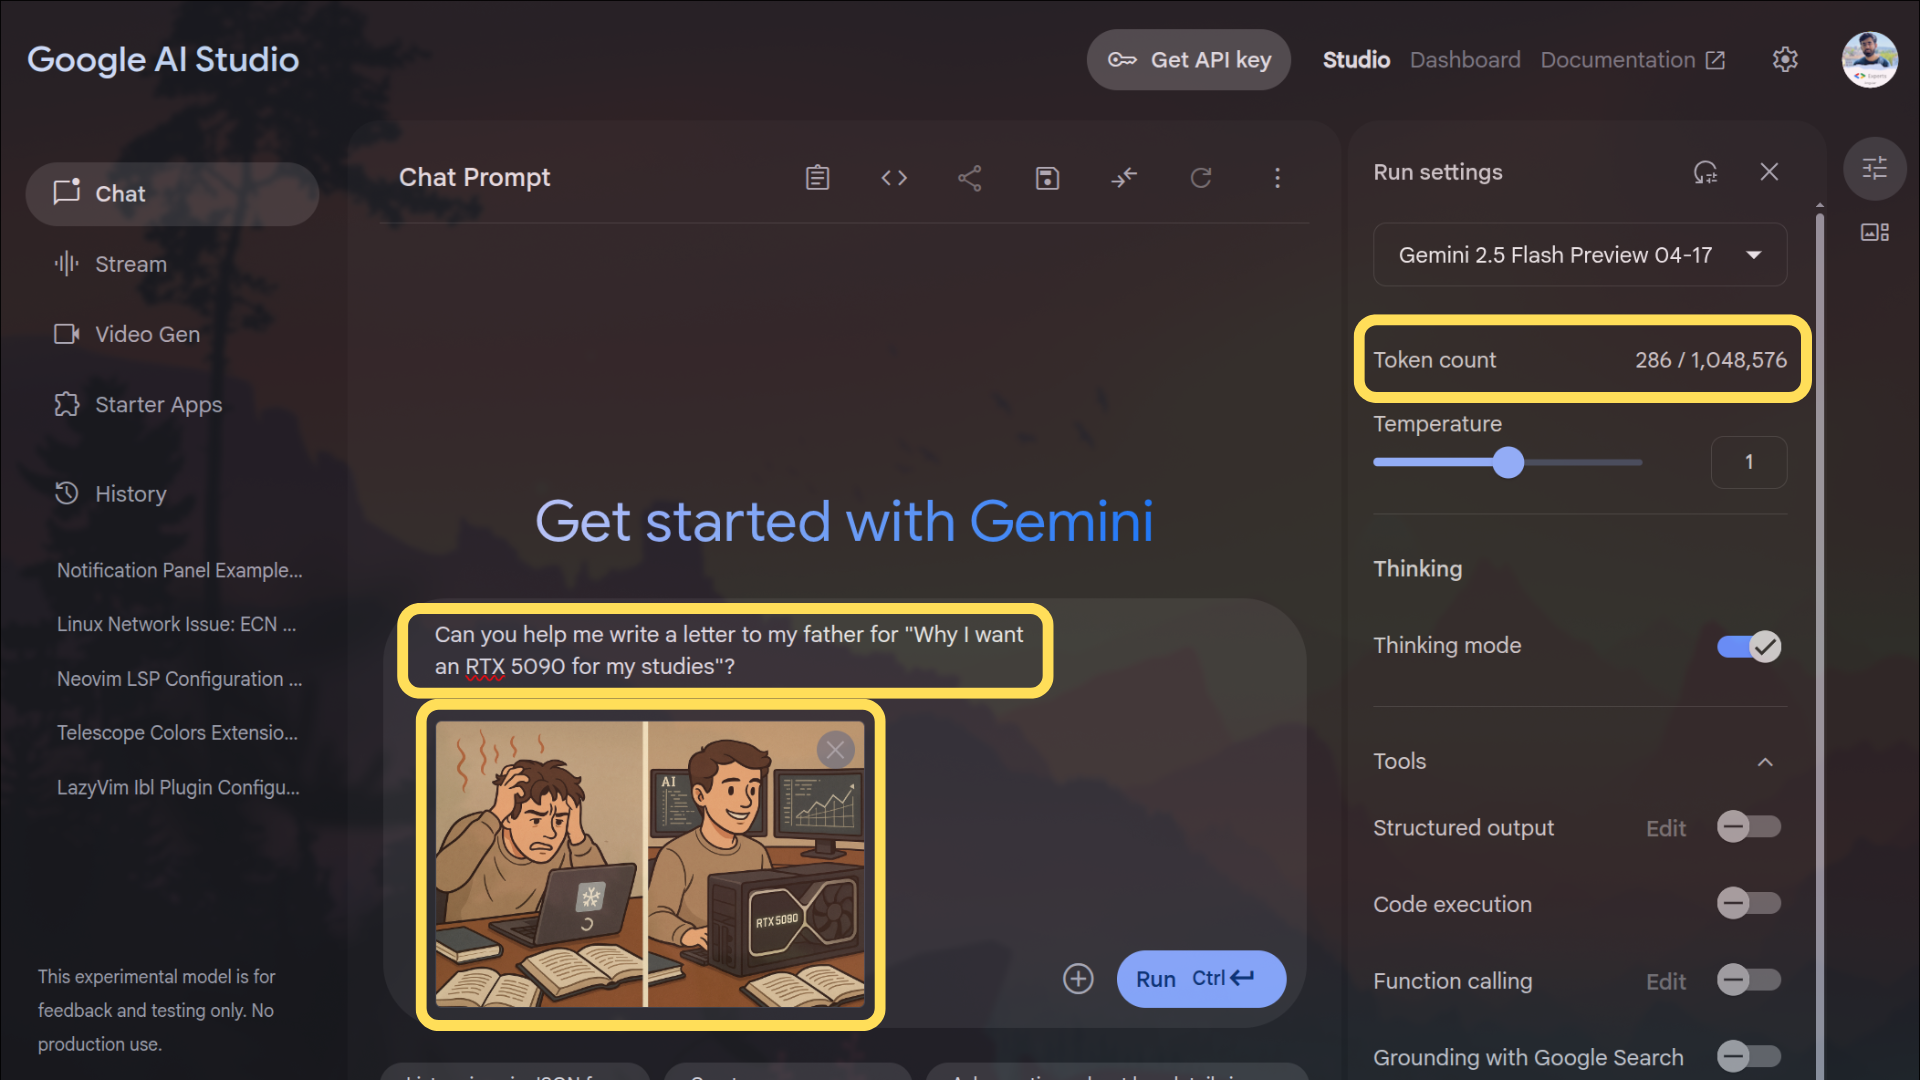 Google AI Studio
Get API key
Studio
Dashboard
Documentation
Chat
Stream
Video Gen
Starter Apps
History
Notification Panel Example...
Linux Network Issue: ECN ...
Neovim LSP Configuration ...
Telescope Colors Extensio...
LazyVim Ibl Plugin Configu...
This experimental model is for
feedback and testing only. No
production use.
Chat Prompt
Get started with Gemini
Can you help me write a letter to my father for "Why I want
an RTX 5090 for my studies"?
AI
RTX 5090
Run Ctrl
Run settings
Gemini 2.5 Flash Preview 04-17
Token count 286 / 1,048,576
Temperature
1
Thinking
Thinking mode
Tools
Structured output Edit
Code execution
Function calling Edit
Grounding with Google Search